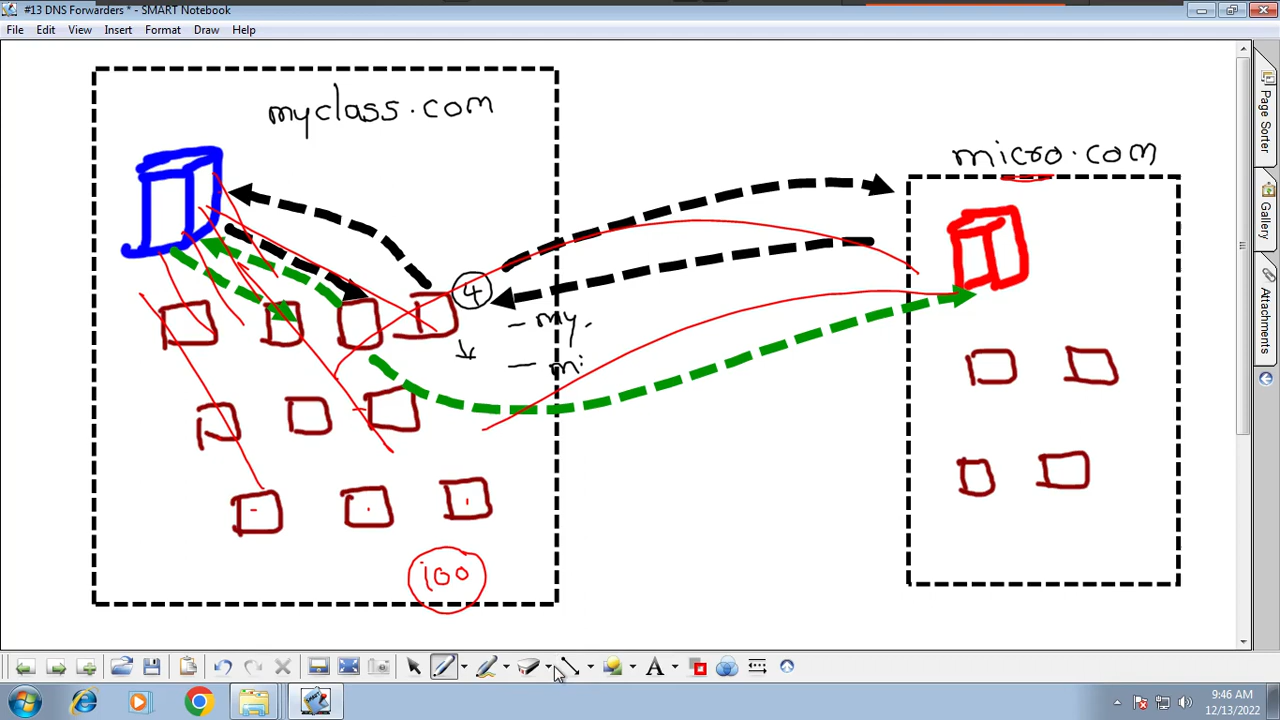 #13 DNS Forwarders * - SMART Notebook
File Edit View Insert Format Draw Help
myclass.com
micro.com
4
- my.
- mi
100
Page Sorter
Gallery
Attachments
A
9:46 AM
12/13/2022